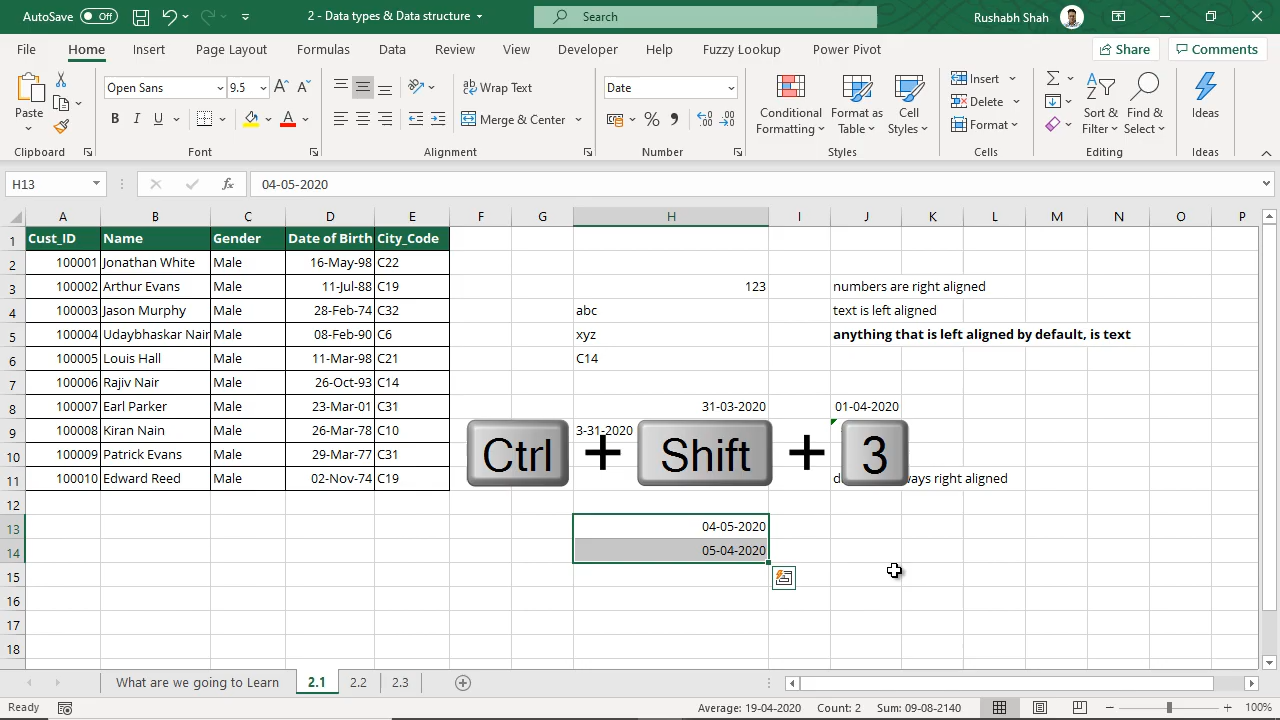 AutoSave Off 2 - Data types & Data structure Search Rushabh Shah
File Home Insert Page Layout Formulas Data Review View Developer Help Fuzzy Lookup Power Pivot Share Comments
Paste Open Sans 9.5 A A Wrap Text Date Conditional Formatting Format as Table Cell Styles Insert Sort & Filter Find & Select Ideas
B I U A Merge & Center % Delete
Format
Clipboard Font Alignment Number Styles Cells Editing Ideas
H13 fx 04-05-2020
A B C D E F G H I J K L M N O P
1 Cust_ID Name Gender Date of Birth City_Code
2 100001 Jonathan White Male 16-May-98 C22
3 100002 Arthur Evans Male 11-Jul-88 C19 123 numbers are right aligned
4 100003 Jason Murphy Male 28-Feb-74 C32 abc text is left aligned
5 100004 Udaybhaskar Nair Male 08-Feb-90 C6 xyz anything that is left aligned by default, is text
6 100005 Louis Hall Male 11-Mar-98 C21 C14
7 100006 Rajiv Nair Male 26-Oct-93 C14
8 100007 Earl Parker Male 23-Mar-01 C31 31-03-2020 01-04-2020
9 100008 Kiran Nain Male 26-Mar-78 C10 3-31-2020
10 100009 Patrick Evans Male 29-Mar-77 C31
Ctrl + Shift + 3
11 100010 Edward Reed Male 02-Nov-74 C19 right aligned
12
13 04-05-2020
14 05-04-2020
15
16
17
18
What are we going to Learn 2.1 2.2 2.3
Ready Average: 19-04-2020 Count: 2 Sum: 09-08-2140 100%